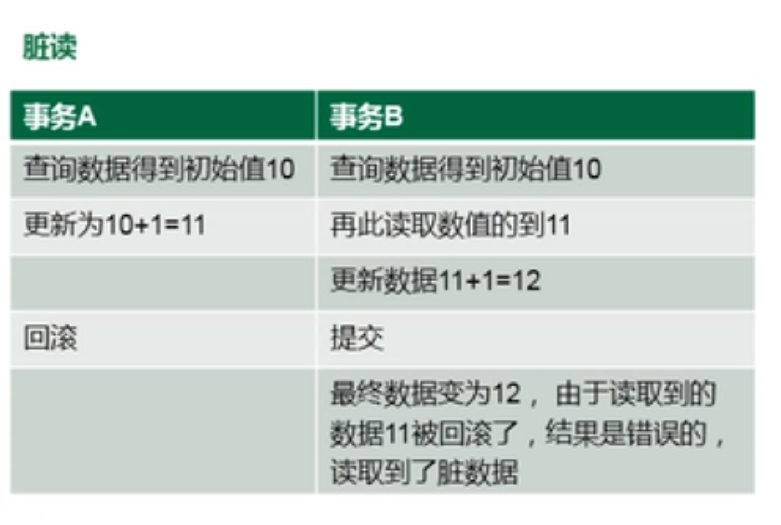 脏读
事务A
事务B
查询数据得到初始值10
查询数据得到初始值10
更新为10+1=11
再此读取数值的到11
更新数据11+1=12
回滚
提交
最终数据变为12， 由于读取到的
数据11被回滚了，结果是错误的，
读取到了脏数据